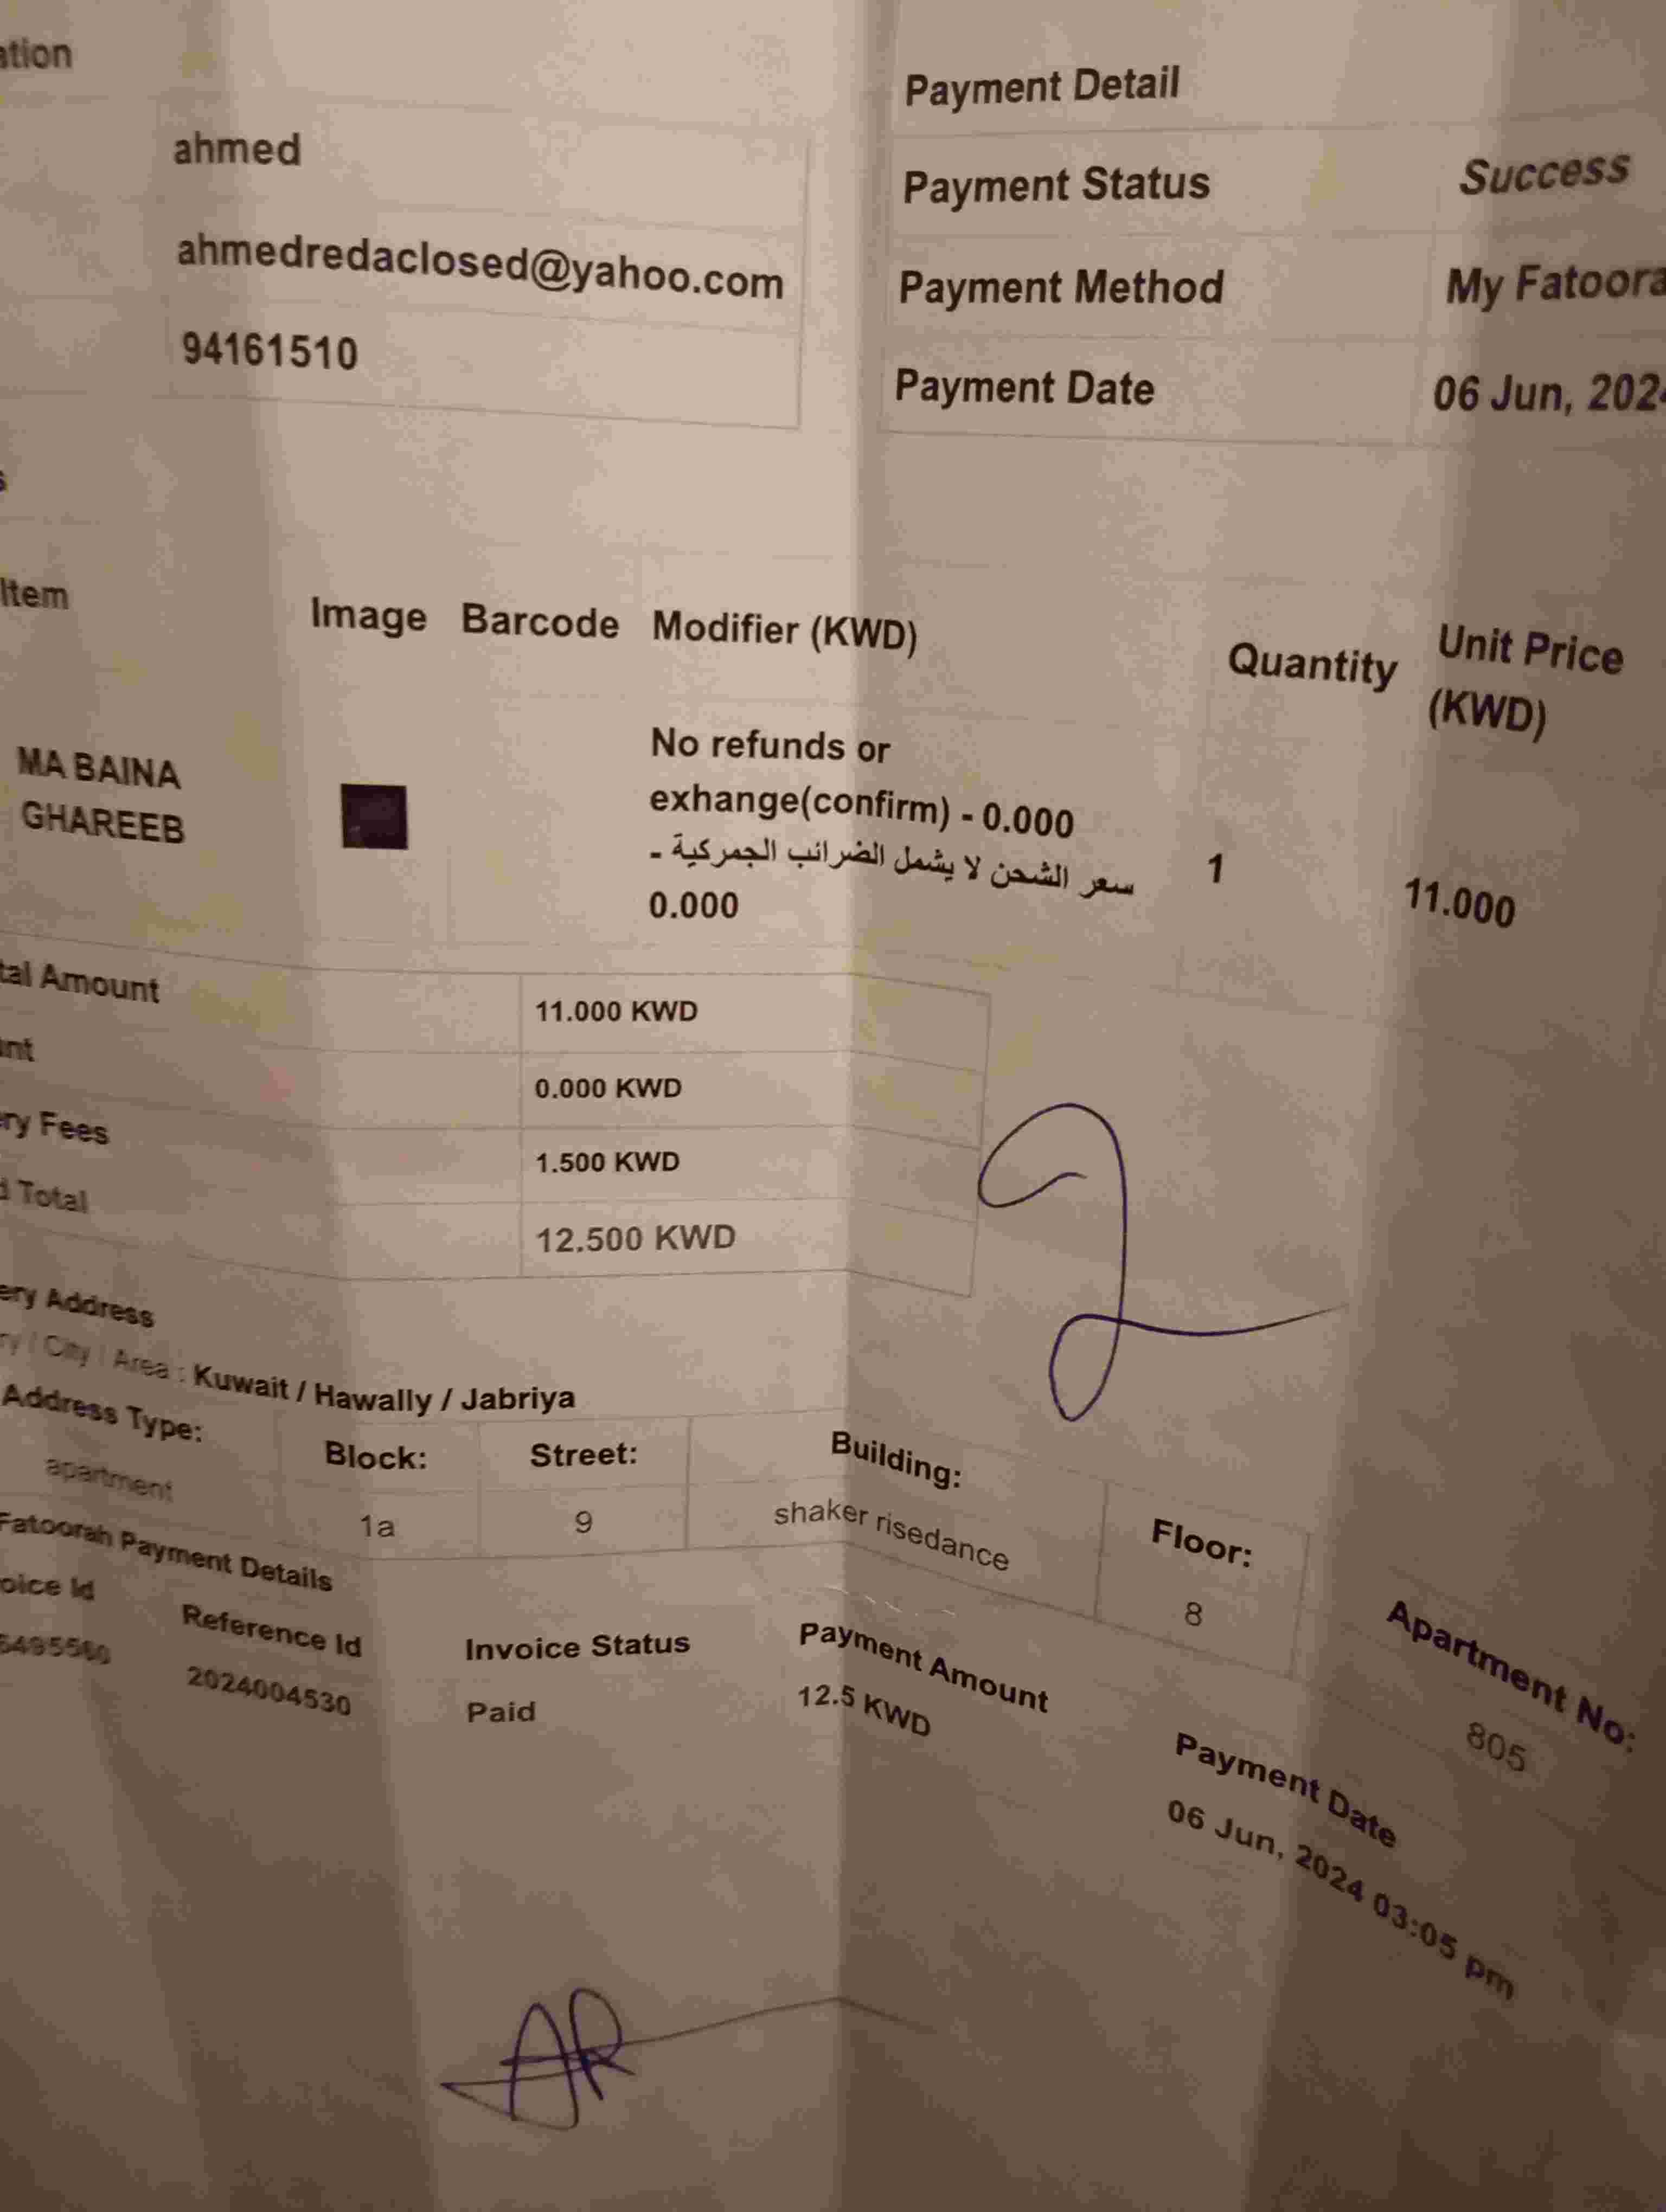 ation
ahmed
ahmedredaclosed@yahoo.com
94161510
Payment Detail
Payment Status Success
Payment Method My Fatoora
Payment Date 06 Jun, 2024
s
Item Image Barcode Modifier (KWD) Quantity Unit Price (KWD)
MA BAINA
GHAREEB
No refunds or
exhange(confirm) - 0.000
سعر الشحن لا يشمل الضرائب الجمركية -
0.000
1
11.000
tal Amount 11.000 KWD
unt 0.000 KWD
ery Fees 1.500 KWD
d Total 12.500 KWD
ery Address
ry / City / Area : Kuwait / Hawally / Jabriya
Address Type: Block: Street: Building: Floor: Apartment No:
apartment 1a 9 shaker risedance 8 805
Fatoorah Payment Details
oice Id Reference Id Invoice Status Payment Amount Payment Date
2024004530 Paid 12.5 KWD 06 Jun, 2024 03:05 pm
AR